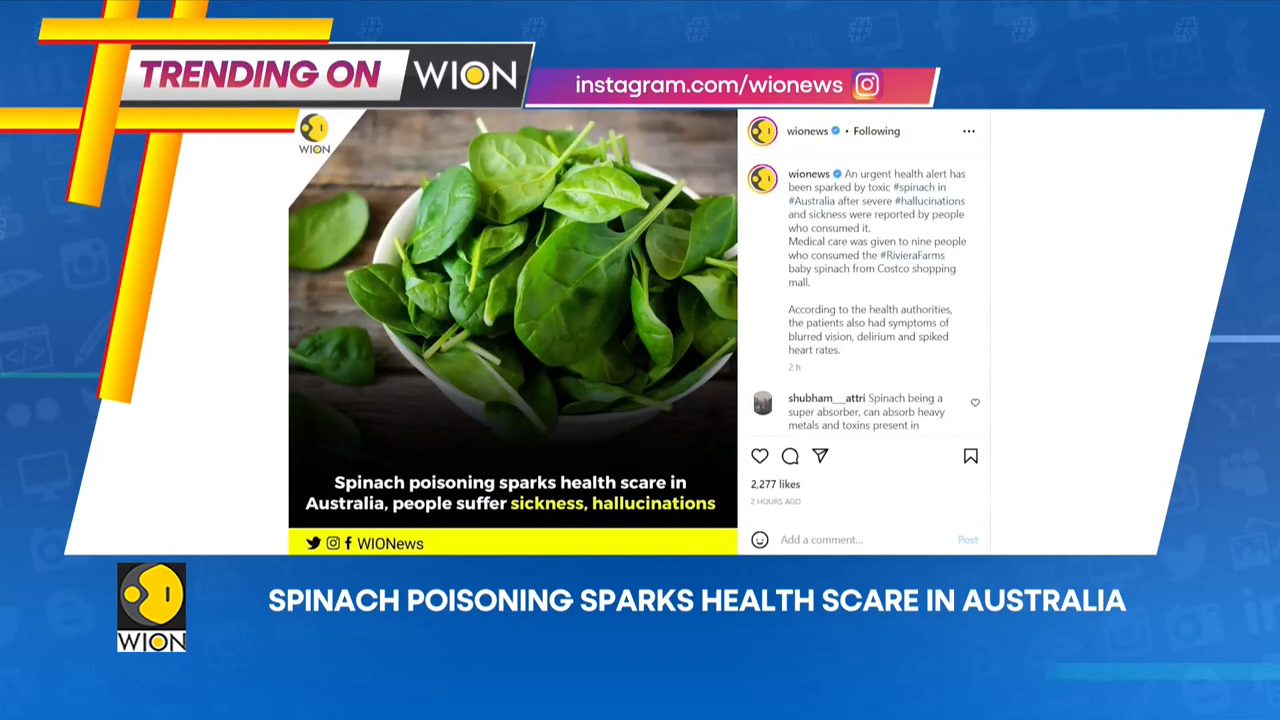 TRENDING ON WION
instagram.com/wionews
WION
wionews • Following
wionews An urgent health alert has
been sparked by toxic #spinach in
#Australia after severe #hallucinations
and sickness were reported by people
who consumed it.
Medical care was given to nine people
who consumed the #RivieraFarms
baby spinach from Costco shopping
mall.
According to the health authorities,
the patients also had symptoms of
blurred vision, delirium and spiked
heart rates.
2 h
shubham__attri Spinach being a
super absorber, can absorb heavy
metals and toxins present in
2,277 likes
2 HOURS AGO
Add a comment...
Post
Spinach poisoning sparks health scare in
Australia, people suffer sickness, hallucinations
WIONews
WION
SPINACH POISONING SPARKS HEALTH SCARE IN AUSTRALIA